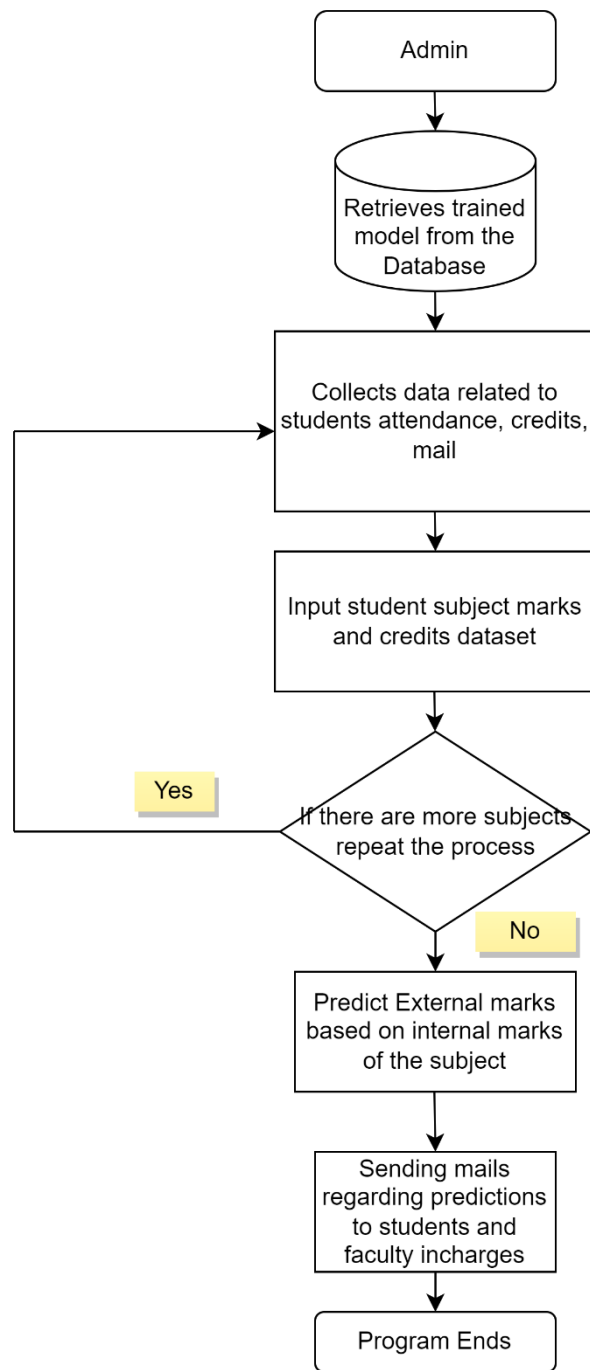 Admin
Retrieves trained
model from the
Database
Collects data related to
students attendance, credits,
mail
Input student subject marks
and credits dataset
Yes
If there are more subjects
repeat the process
No
Predict External marks
based on internal marks
of the subject
Sending mails
regarding predictions
to students and
faculty incharges
Program Ends